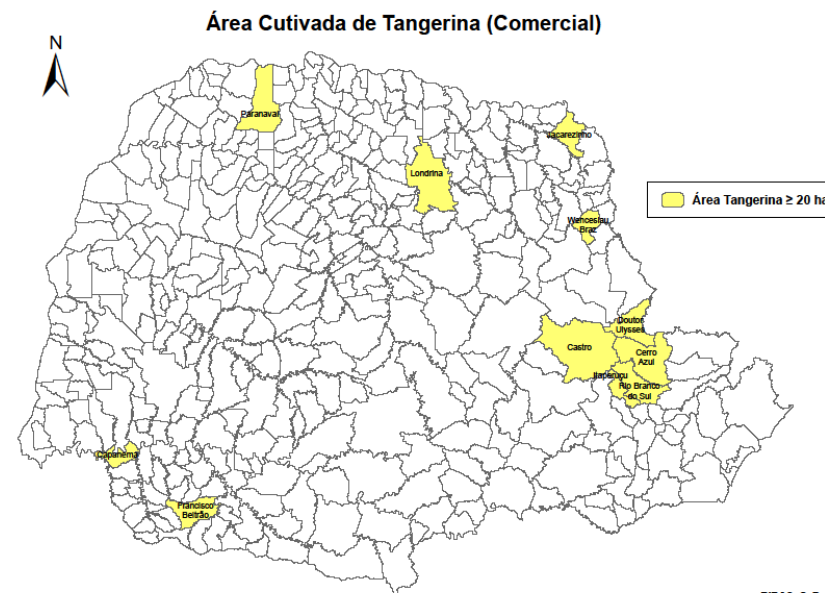 Área Cutivada de Tangerina (Comercial)
N
Paranavaí
Jacarezinho
Londrina
Área Tangerina ≥ 20 ha
Wenceslau
Braz
Doutor
Ulysses
Castro
Cerro
Azul
Itaperuçu
Rio Branco
do Sul
Capanema
Francisco
Beltrão